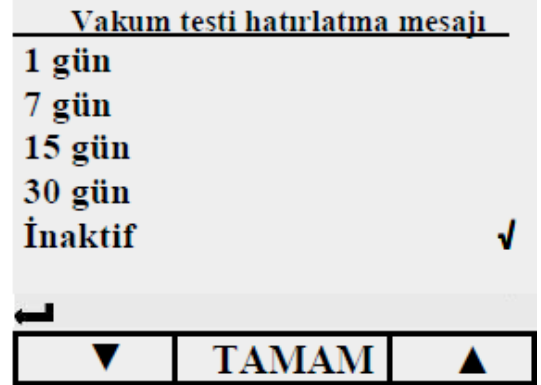 Vakum testi hatırlatma mesajı
1 gün
7 gün
15 gün
30 gün
İnaktif √
▼ TAMAM ▲